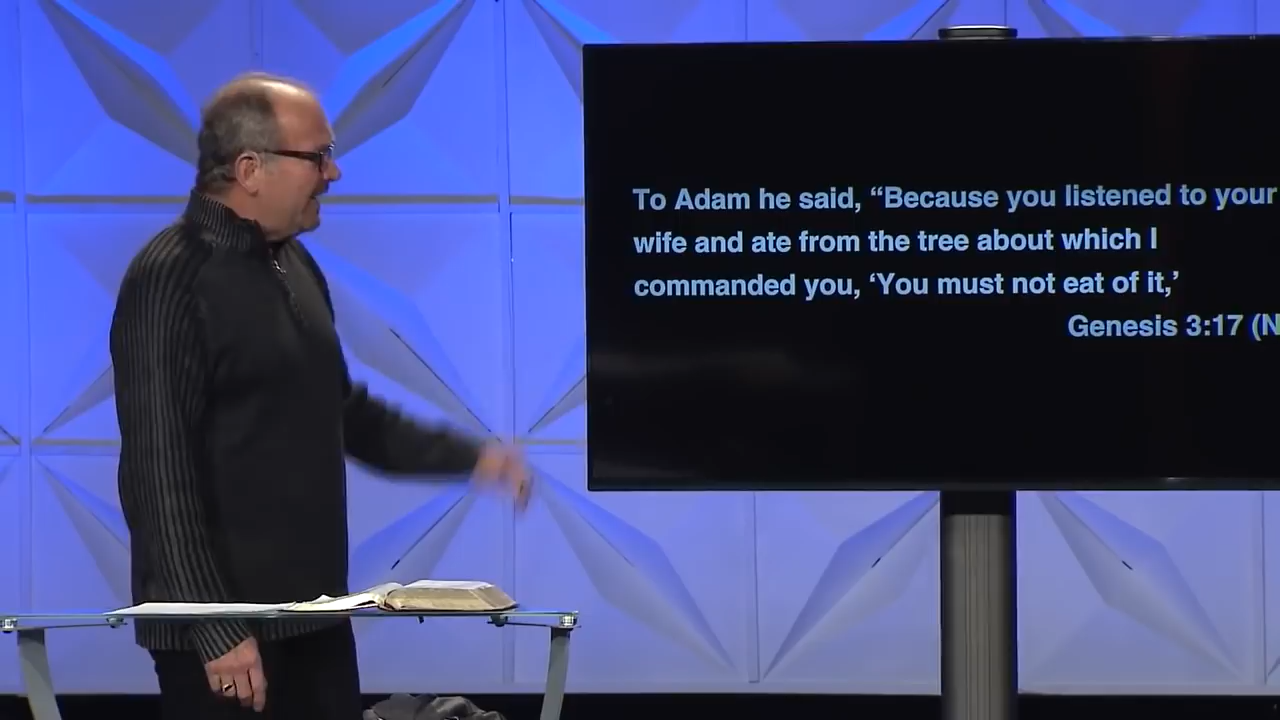 To Adam he said, “Because you listened to your
wife and ate from the tree about which I
commanded you, ‘You must not eat of it,’
Genesis 3:17 (N